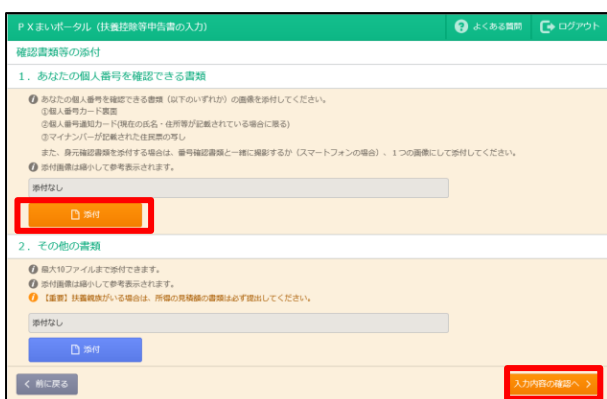 PXまいポータル（扶養控除等申告書の入力）
よくある質問
ログアウト
確認書類等の添付
1．あなたの個人番号を確認できる書類
あなたの個人番号を確認できる書類（以下のいずれか）の画像を添付してください。
①個人番号カード裏面
②個人番号通知カード(現在の氏名・住所等が記載されている場合に限る)
③マイナンバーが記載された住民票の写し
また、身元確認書類を添付する場合は、番号確認書類と一緒に撮影するか（スマートフォンの場合）、1つの画像にして添付してください。
添付画像は縮小して参考表示されます。
添付なし
添付
2．その他の書類
最大10ファイルまで添付できます。
添付画像は縮小して参考表示されます。
【重要】扶養親族がいる場合は、所得の見積額の書類は必ず提出してください。
添付なし
添付
前に戻る
入力内容の確認へ